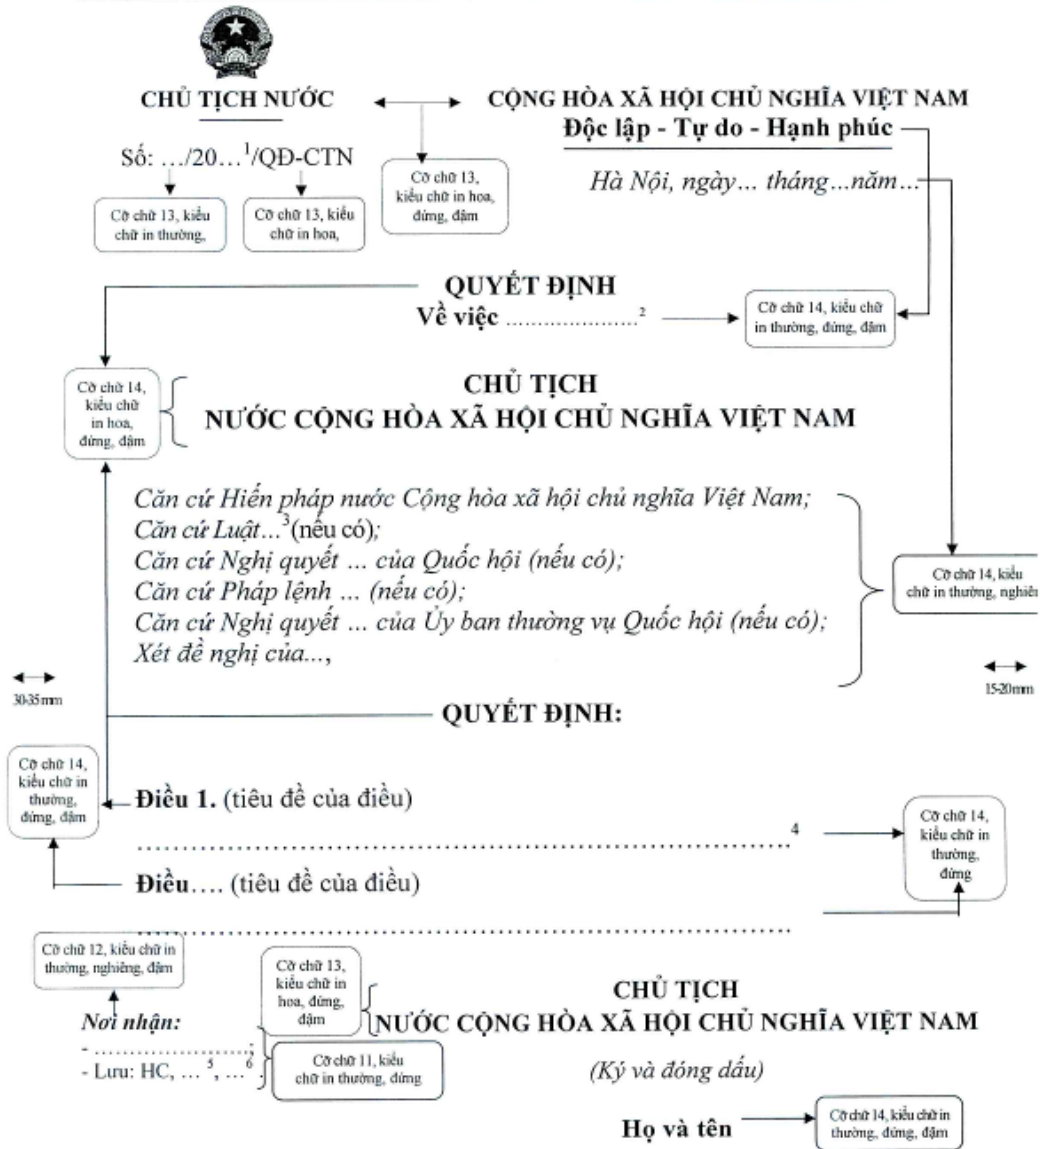 CHỦ TỊCH NƯỚC
CỘNG HÒA XÃ HỘI CHỦ NGHĨA VIỆT NAM
Độc lập - Tự do - Hạnh phúc
Số: .../20...¹/QĐ-CTN
Hà Nội, ngày... tháng...năm...
Cỡ chữ 13, kiểu
chữ in thường,
Cỡ chữ 13, kiểu
chữ in hoa,
Cỡ chữ 13,
kiểu chữ in hoa,
đứng, đậm
QUYẾT ĐỊNH
Về việc .....................²
Cỡ chữ 14, kiểu chữ
in thường, đứng, đậm
Cỡ chữ 14,
kiểu chữ
in hoa,
đứng, đậm
CHỦ TỊCH
NƯỚC CỘNG HÒA XÃ HỘI CHỦ NGHĨA VIỆT NAM
Căn cứ Hiến pháp nước Cộng hòa xã hội chủ nghĩa Việt Nam;
Căn cứ Luật...³(nếu có);
Căn cứ Nghị quyết ... của Quốc hội (nếu có);
Căn cứ Pháp lệnh ... (nếu có);
Căn cứ Nghị quyết ... của Ủy ban thường vụ Quốc hội (nếu có);
Xét đề nghị của...,
Cỡ chữ 14, kiểu
chữ in thường,
30-35mm
15-20mm
QUYẾT ĐỊNH:
Cỡ chữ 14,
kiểu chữ in
thường,
đứng, đậm
Điều 1. (tiêu đề của điều)
....................................................................................⁴
Cỡ chữ 14,
kiểu chữ in
thường,
đứng
Điều.... (tiêu đề của điều)
....................................................................................
Cỡ chữ 12, kiểu chữ in
thường, nghiêng, đậm
Cỡ chữ 13,
kiểu chữ in
hoa, đứng,
đậm
CHỦ TỊCH
NƯỚC CỘNG HÒA XÃ HỘI CHỦ NGHĨA VIỆT NAM
Nơi nhận:
- .........................;
- Lưu: HC, ... ⁵, ... ⁶.
Cỡ chữ 11, kiểu
chữ in thường, đứng
(Ký và đóng dấu)
Họ và tên
Cỡ chữ 14, kiểu chữ in
thường, đứng, đậm